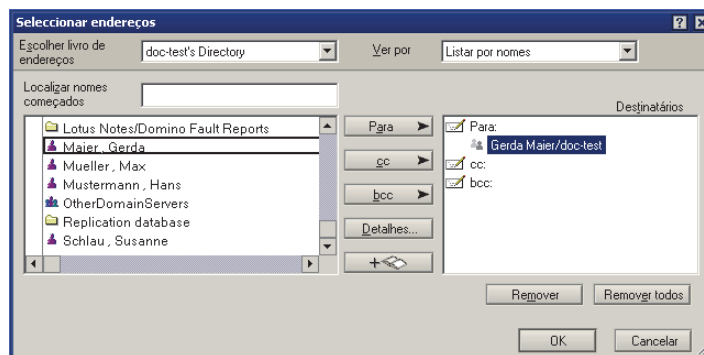 Seleccionar endereços
Escolher livro de endereços
doc-test's Directory
Ver por
Listar por nomes
Localizar nomes começados
Destinatários
Lotus Notes/Domino Fault Reports
Maier , Gerda
Mueller , Max
Mustermann , Hans
OtherDomainServers
Replication database
Schlau , Susanne
Para
cc
bcc
Detalhes...
+
Para:
Gerda Maier/doc-test
cc:
bcc:
Remover
Remover todos
OK
Cancelar